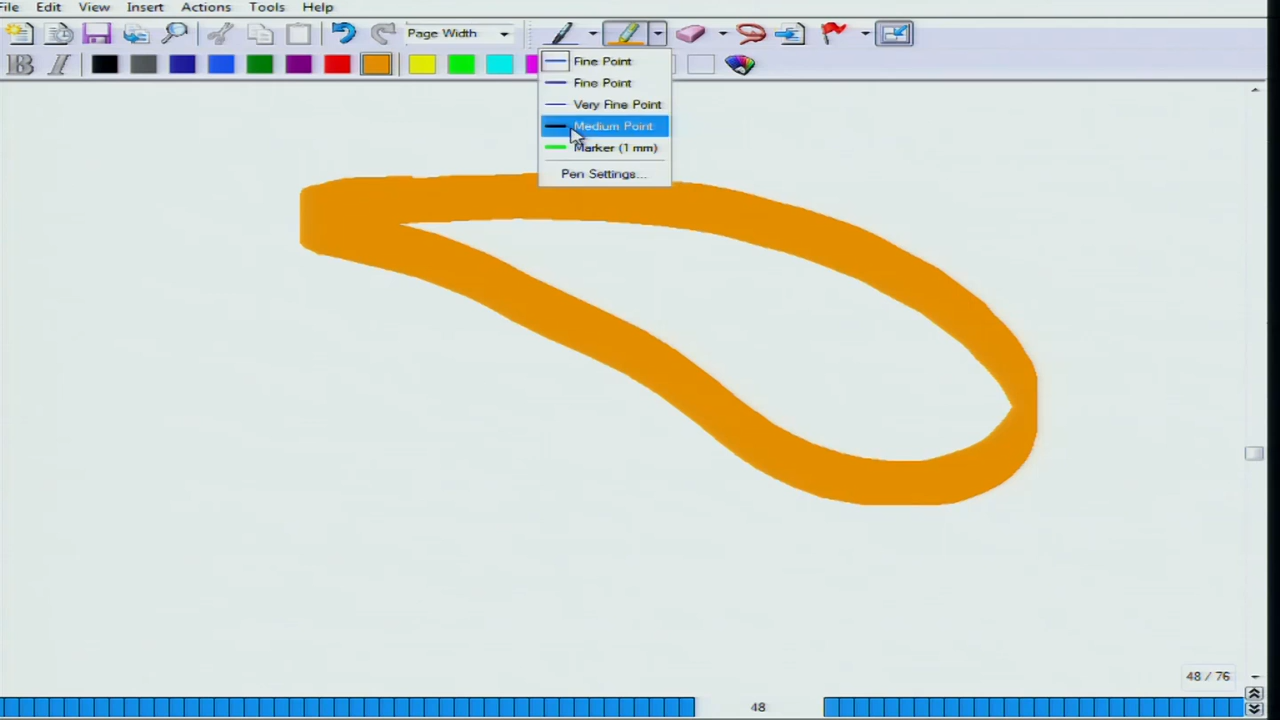 File Edit View Insert Actions Tools Help
Page Width
B I
Fine Point
Fine Point
Very Fine Point
Medium Point
Marker (1 mm)
Pen Settings...
48 / 76
48